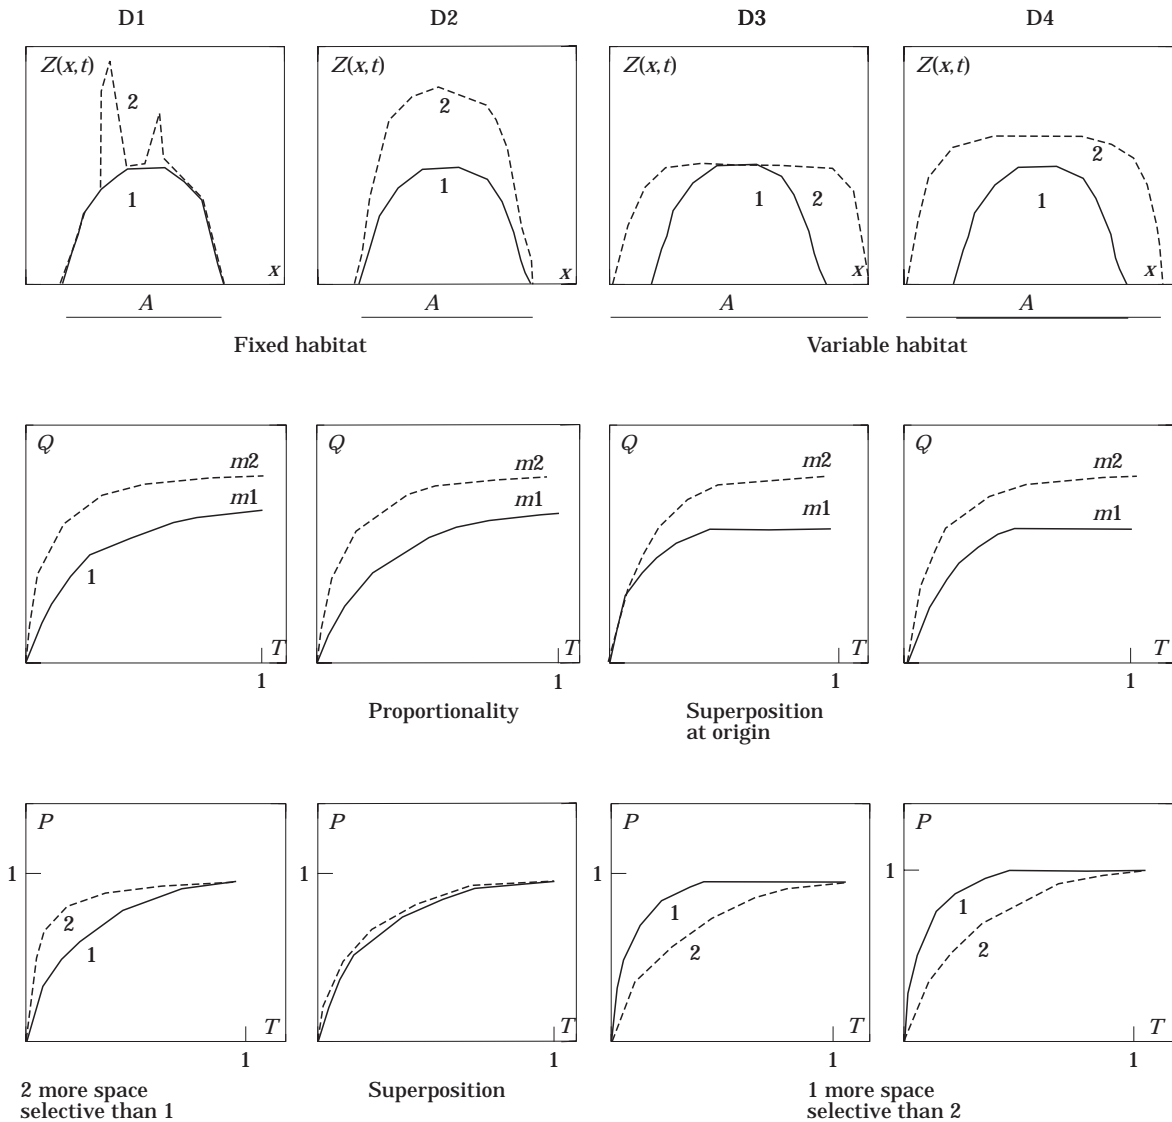 D1 D2 D3 D4
Z(x,t) Z(x,t) Z(x,t) Z(x,t)
2 2 2 2
1 1 1 1
x x x x
A A A A
Fixed habitat Variable habitat
Q Q Q Q
m2 m2 m2 m2
m1 m1 m1 m1
1
T T T T
1 1 1 1
Proportionality Superposition
at origin
P P P P
1 1 1
2 1 1 1
1 2 2
T T T T
1 1 1 1
2 more space
selective than 1
Superposition
1 more space
selective than 2